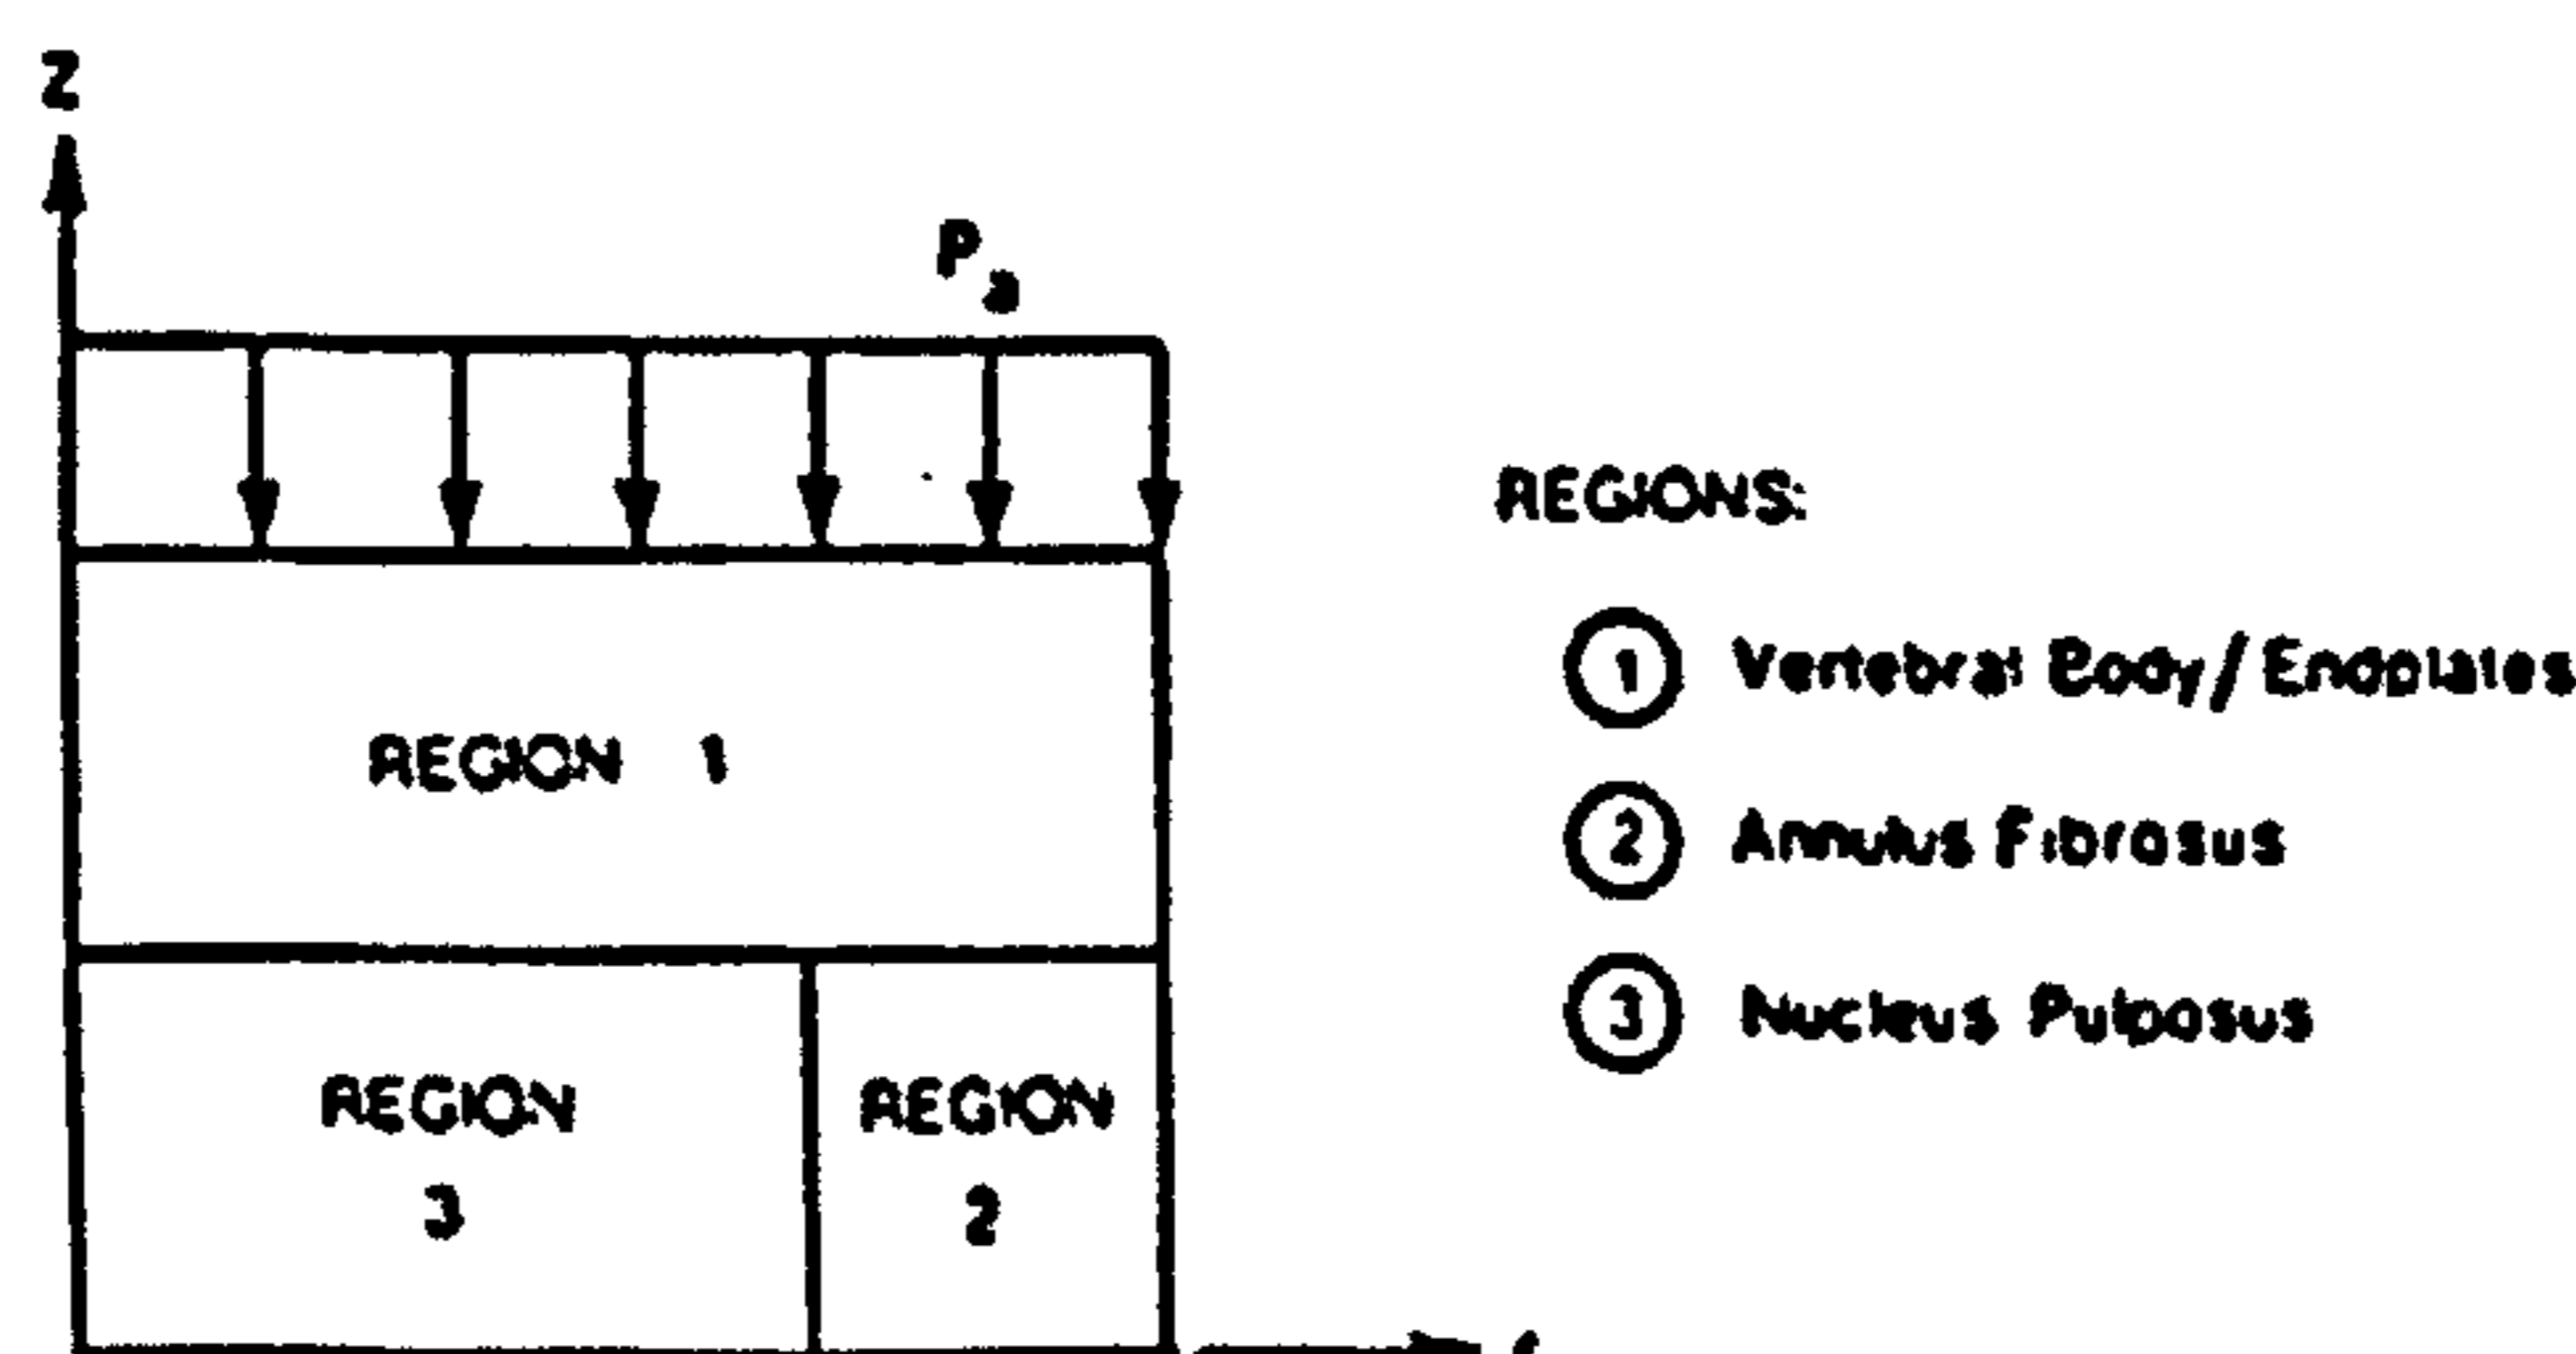 Z
Pa
REGIONS:
1 Vertebral Body/Endplates
REGION 1
2 Annulus Fibrosus
3 Nucleus Pulposus
REGION REGION
3 2